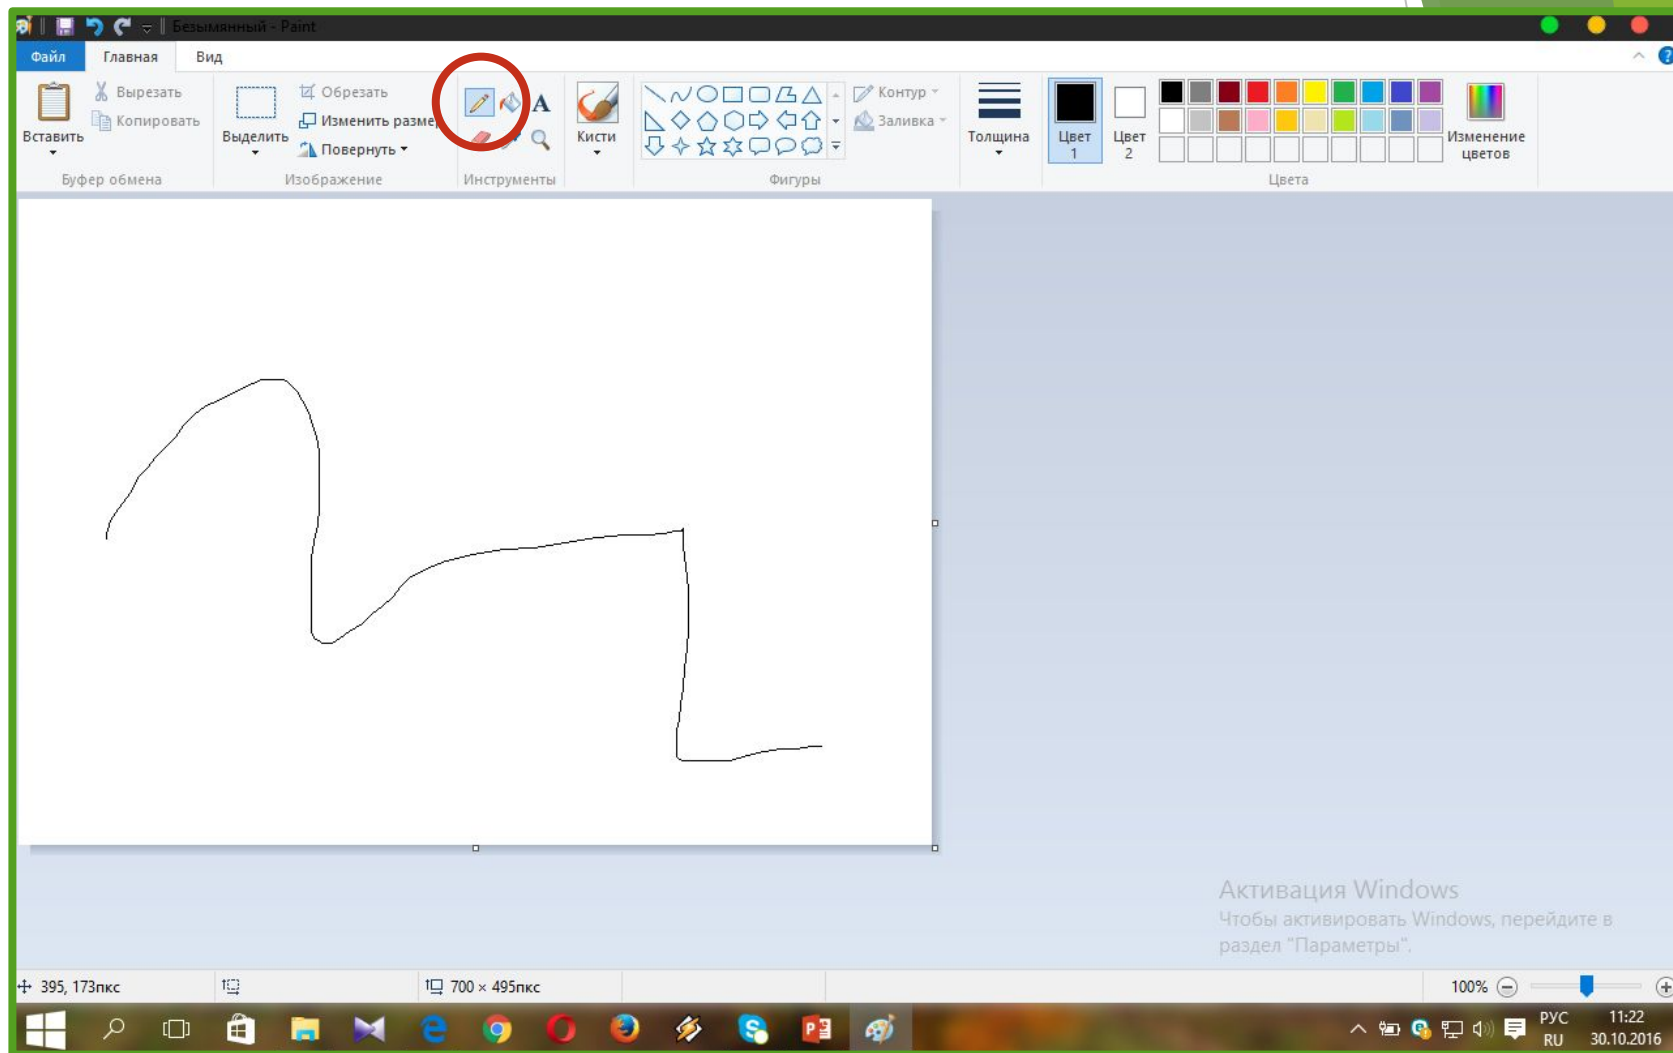 Безымянный - Paint
Файл Главная Вид
Вставить
Вырезать
Копировать
Буфер обмена
Выделить
Обрезать
Изменить размер
Повернуть
Изображение
A
Инструменты
Кисти
Контур
Заливка
Фигуры
Толщина
Цвет 1
Цвет 2
Изменение цветов
Цвета
Активация Windows
Чтобы активировать Windows, перейдите в
раздел "Параметры".
395, 173пкс
700 × 495пкс
100%
РУС
RU
11:22
30.10.2016